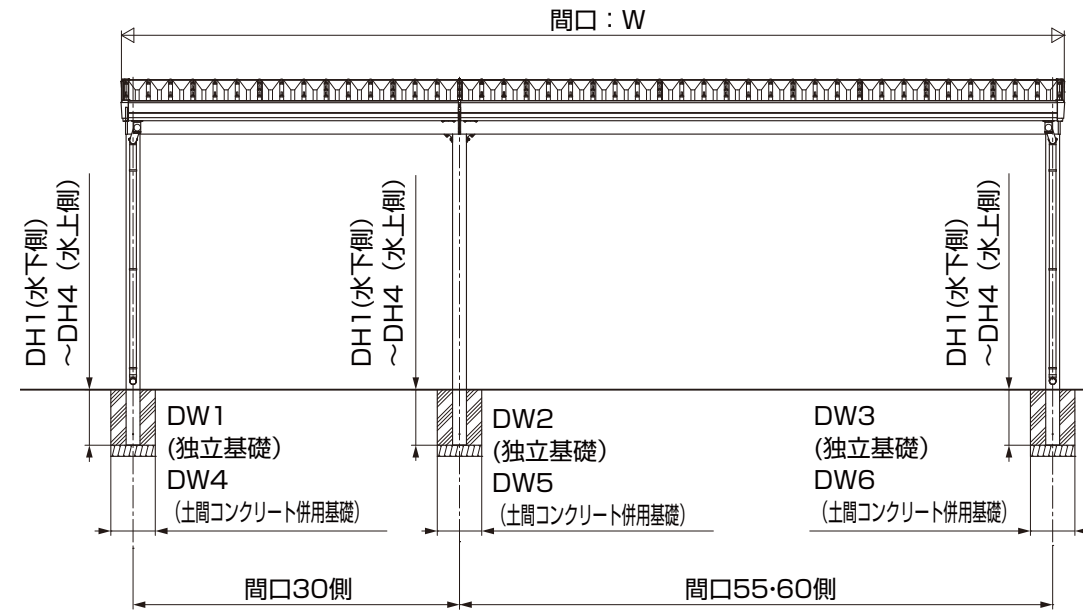 間口：W
DH1(水下側)
～DH4（水上側）
DH1(水下側)
～DH4（水上側）
DH1(水下側)
～DH4（水上側）
DW1
(独立基礎)
DW4
(土間コンクリート併用基礎)
DW2
(独立基礎)
DW5
(土間コンクリート併用基礎)
DW3
(独立基礎)
DW6
(土間コンクリート併用基礎)
間口30側
間口55･60側